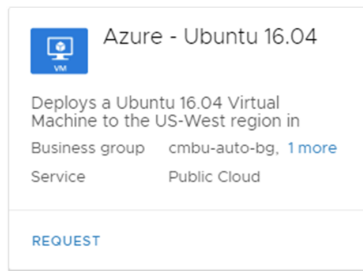 Azure - Ubuntu 16.04
VM
Deploys a Ubuntu 16.04 Virtual
Machine to the US-West region in
Business group cmbu-auto-bg, 1 more
Service Public Cloud
REQUEST